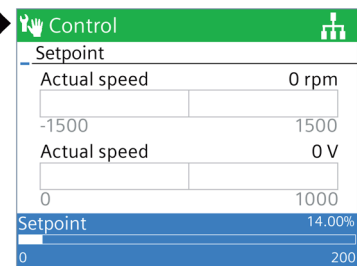 Control
Setpoint
Actual speed 0 rpm
-1500 1500
Actual speed 0 V
0 1000
Setpoint 14.00%
0 200